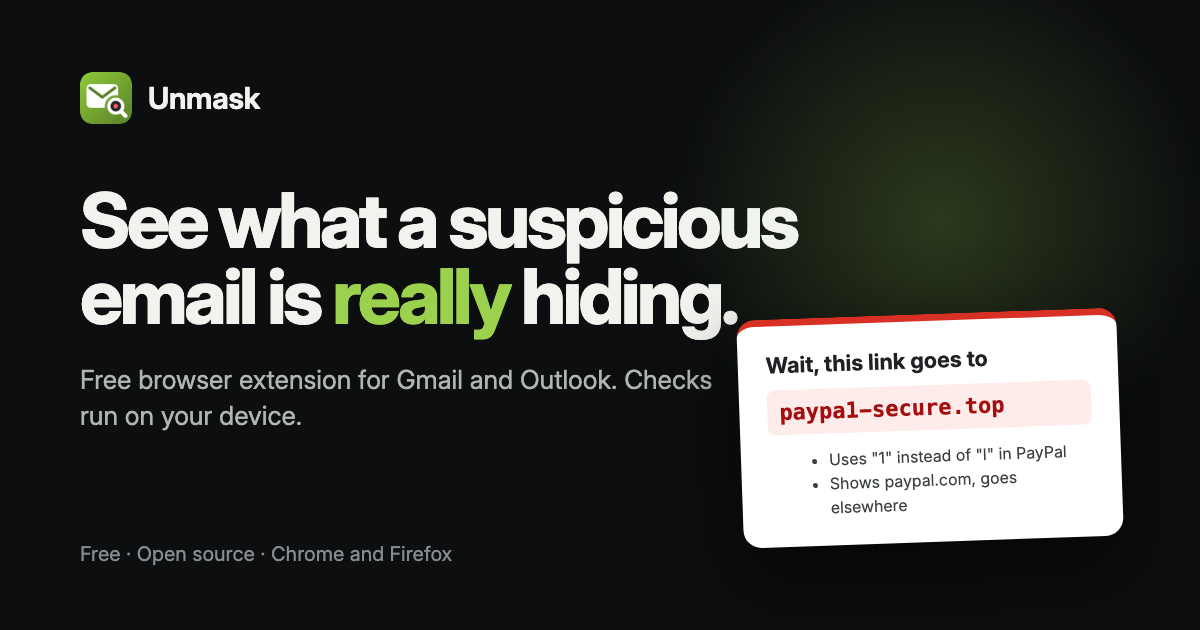 Unmask
See what a suspicious
email is really hiding.
Free browser extension for Gmail and Outlook. Checks
run on your device.
Wait, this link goes to
paypa1-secure.top
• Uses "1" instead of "l" in PayPal
• Shows paypal.com, goes
elsewhere
Free · Open source · Chrome and Firefox